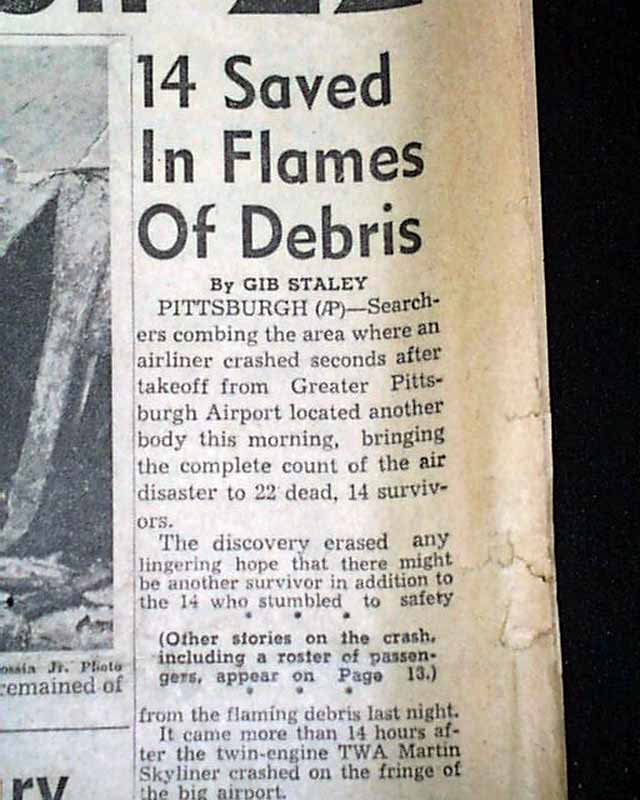 22
14 Saved
In Flames
Of Debris
By GIB STALEY
PITTSBURGH (AP)—Search-
ers combing the area where an
airliner crashed seconds after
takeoff from Greater Pitts-
burgh Airport located another
body this morning, bringing
the complete count of the air
disaster to 22 dead, 14 surviv-
ors.
The discovery erased any
lingering hope that there might
be another survivor in addition to
the 14 who stumbled to safety
* * *
(Other stories on the crash,
including a roster of passen-
gers, appear on Page 13.)
* * *
from the flaming debris last night.
It came more than 14 hours af-
ter the twin-engine TWA Martin
Skyliner crashed on the fringe of
the big airport.
Jr. Photo
remained of
ry